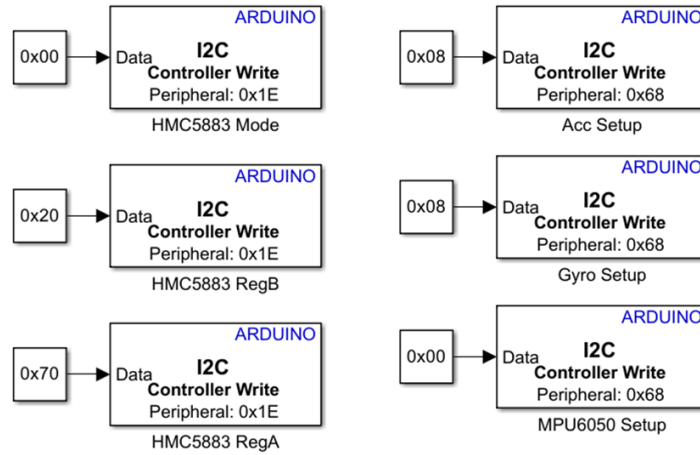 ARDUINO
0x00
Data
I2C
Controller Write
Peripheral: 0x1E
HMC5883 Mode
ARDUINO
0x08
Data
I2C
Controller Write
Peripheral: 0x68
Acc Setup
ARDUINO
0x20
Data
I2C
Controller Write
Peripheral: 0x1E
HMC5883 RegB
ARDUINO
0x08
Data
I2C
Controller Write
Peripheral: 0x68
Gyro Setup
ARDUINO
0x70
Data
I2C
Controller Write
Peripheral: 0x1E
HMC5883 RegA
ARDUINO
0x00
Data
I2C
Controller Write
Peripheral: 0x68
MPU6050 Setup